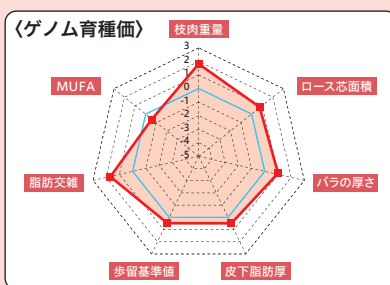 〈ゲノム育種価〉
枝肉重量
3
2
1
0
-1
-2
-3
-4
-5
MUFA
ロース芯面積
脂肪交雑
バラの厚さ
歩留基準値
皮下脂肪厚